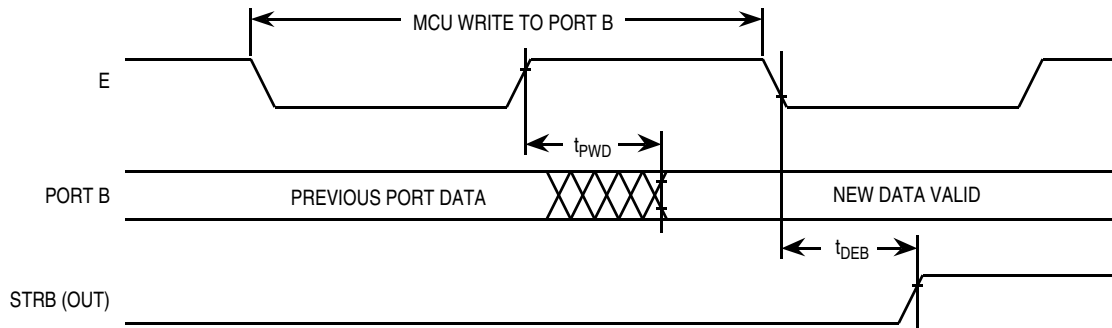 MCU WRITE TO PORT B
E
tPWD
PORT B
PREVIOUS PORT DATA
NEW DATA VALID
tDEB
STRB (OUT)